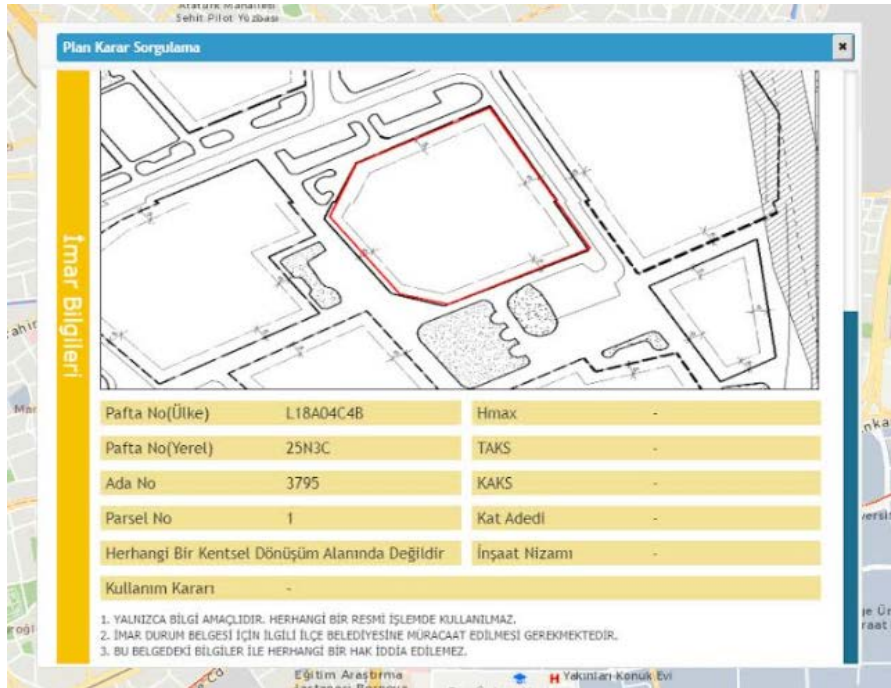 Şehit Pilot Yüzbaşı
Plan Karar Sorgulama
İmar Bilgileri
Pafta No(Ülke) L18A04C4B Hmax -
Pafta No(Yerel) 25N3C TAKS -
Ada No 3795 KAKS -
Parsel No 1 Kat Adedi -
Herhangi Bir Kentsel Dönüşüm Alanında Değildir İnşaat Nizamı -
Kullanım Kararı -
1. YALNIZCA BİLGİ AMAÇLIDIR. HERHANGİ BİR RESMİ İŞLEMDE KULLANILMAZ.
2. İMAR DURUM BELGESİ İÇİN İLGİLİ İLÇE BELEDİYESİNE MÜRACAAT EDİLMESİ GEREKMEKTEDİR.
3. BU BELGEDEKİ BİLGİLER İLE HERHANGİ BİR HAK İDDİA EDİLEMEZ.
Eğitim Araştırma
H Yakınları Konuk Evi